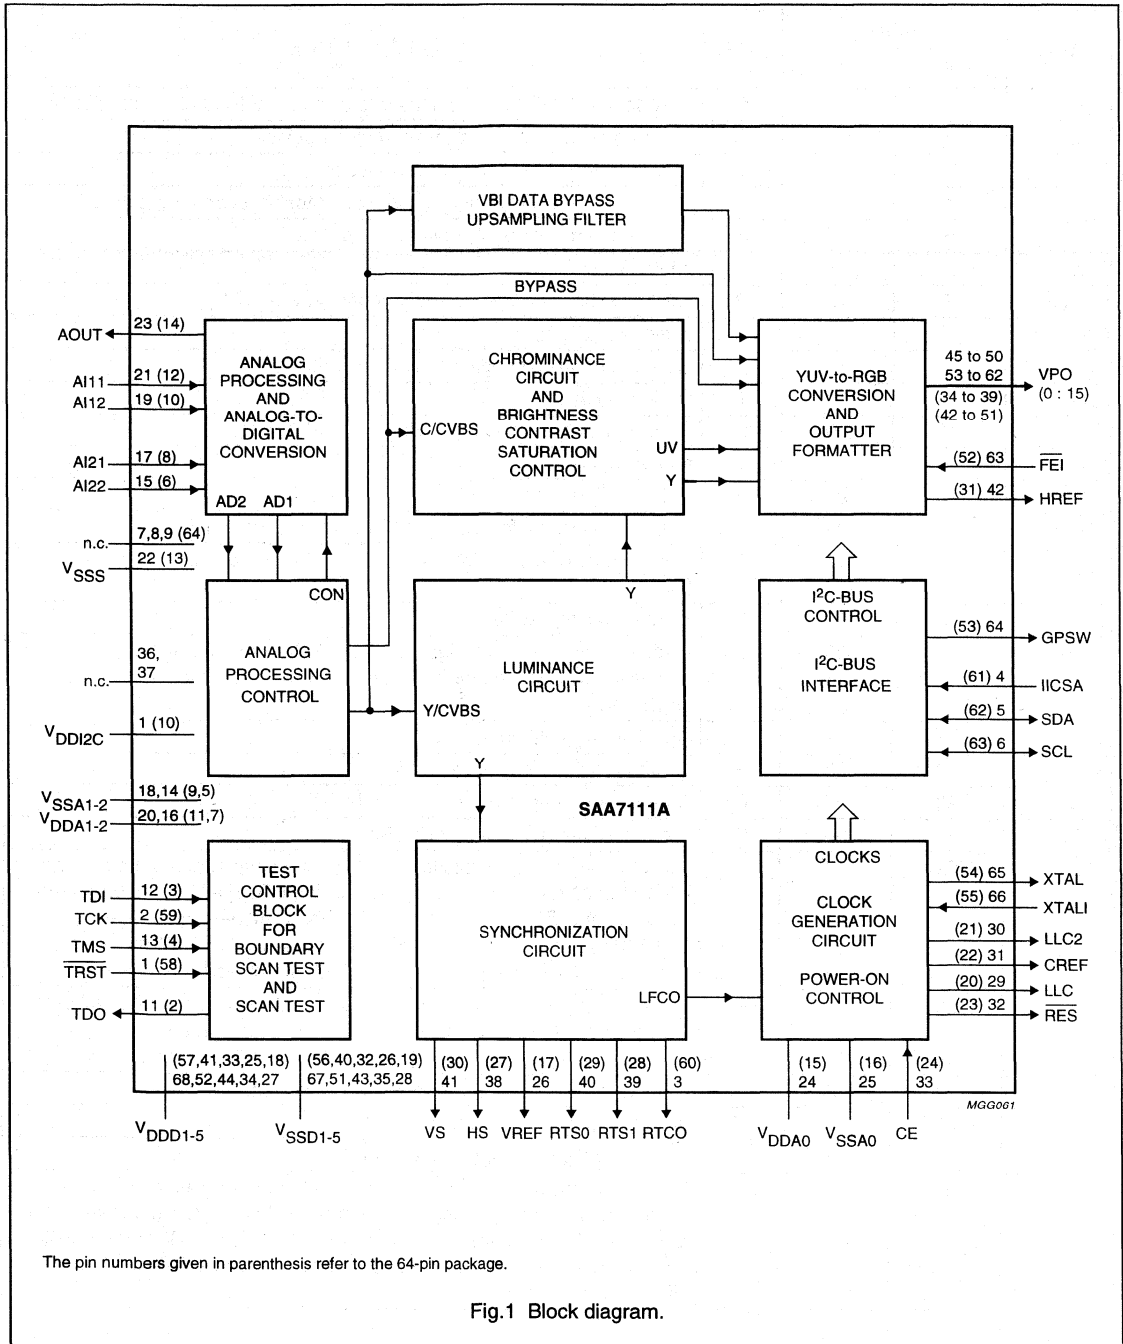 VBI DATA BYPASS
UPSAMPLING FILTER
BYPASS
AOUT
23 (14)
AI11
21 (12)
AI12
19 (10)
AI21
17 (8)
AI22
15 (6)
ANALOG
PROCESSING
AND
ANALOG-TO-
DIGITAL
CONVERSION
AD2 AD1
C/CVBS
CHROMINANCE
CIRCUIT
AND
BRIGHTNESS
CONTRAST
SATURATION
CONTROL
UV
Y
YUV-to-RGB
CONVERSION
AND
OUTPUT
FORMATTER
45 to 50
53 to 62
(34 to 39)
(42 to 51)
VPO
(0 : 15)
(52) 63
FEI
(31) 42
HREF
n.c.
7,8,9 (64)
VSSS
22 (13)
n.c.
36,
37
VDDI2C
1 (10)
VSSA1-2
18,14 (9,5)
VDDA1-2
20,16 (11,7)
CON
ANALOG
PROCESSING
CONTROL
Y
LUMINANCE
CIRCUIT
Y/CVBS
Y
I2C-BUS
CONTROL
I2C-BUS
INTERFACE
(53) 64
GPSW
(61) 4
IICSA
(62) 5
SDA
(63) 6
SCL
SAA7111A
TDI
12 (3)
TCK
2 (59)
TMS
13 (4)
TRST
1 (58)
TDO
11 (2)
TEST
CONTROL
BLOCK
FOR
BOUNDARY
SCAN TEST
AND
SCAN TEST
SYNCHRONIZATION
CIRCUIT
LFCO
CLOCKS
CLOCK
GENERATION
CIRCUIT
POWER-ON
CONTROL
(54) 65
XTAL
(55) 66
XTALI
(21) 30
LLC2
(22) 31
CREF
(20) 29
LLC
(23) 32
RES
(57,41,33,25,18)
68,52,44,34,27
(56,40,32,26,19)
67,51,43,35,28
(30) (27) (17) (29) (28) (60)
41 38 26 40 39 3
(15) (16) (24)
24 25 33
MGG061
VDDD1-5 VSSD1-5 VS HS VREF RTS0 RTS1 RTCO VDDA0 VSSA0 CE
The pin numbers given in parenthesis refer to the 64-pin package.
Fig.1 Block diagram.